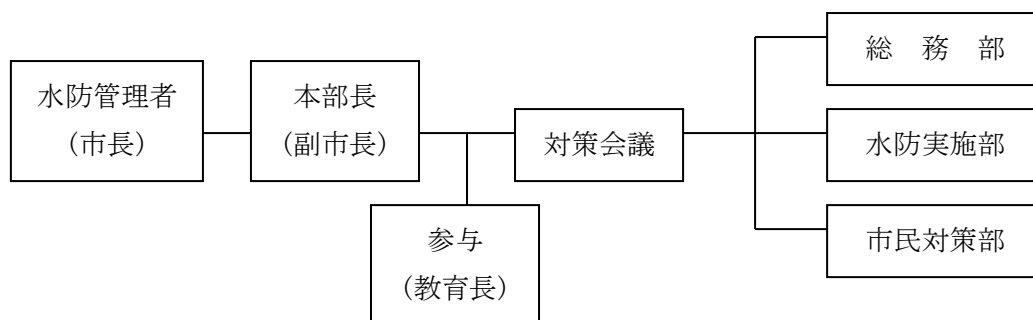 水防管理者
（市長）
本部長
（副市長）
参与
（教育長）
対策会議
総　務　部
水防実施部
市民対策部